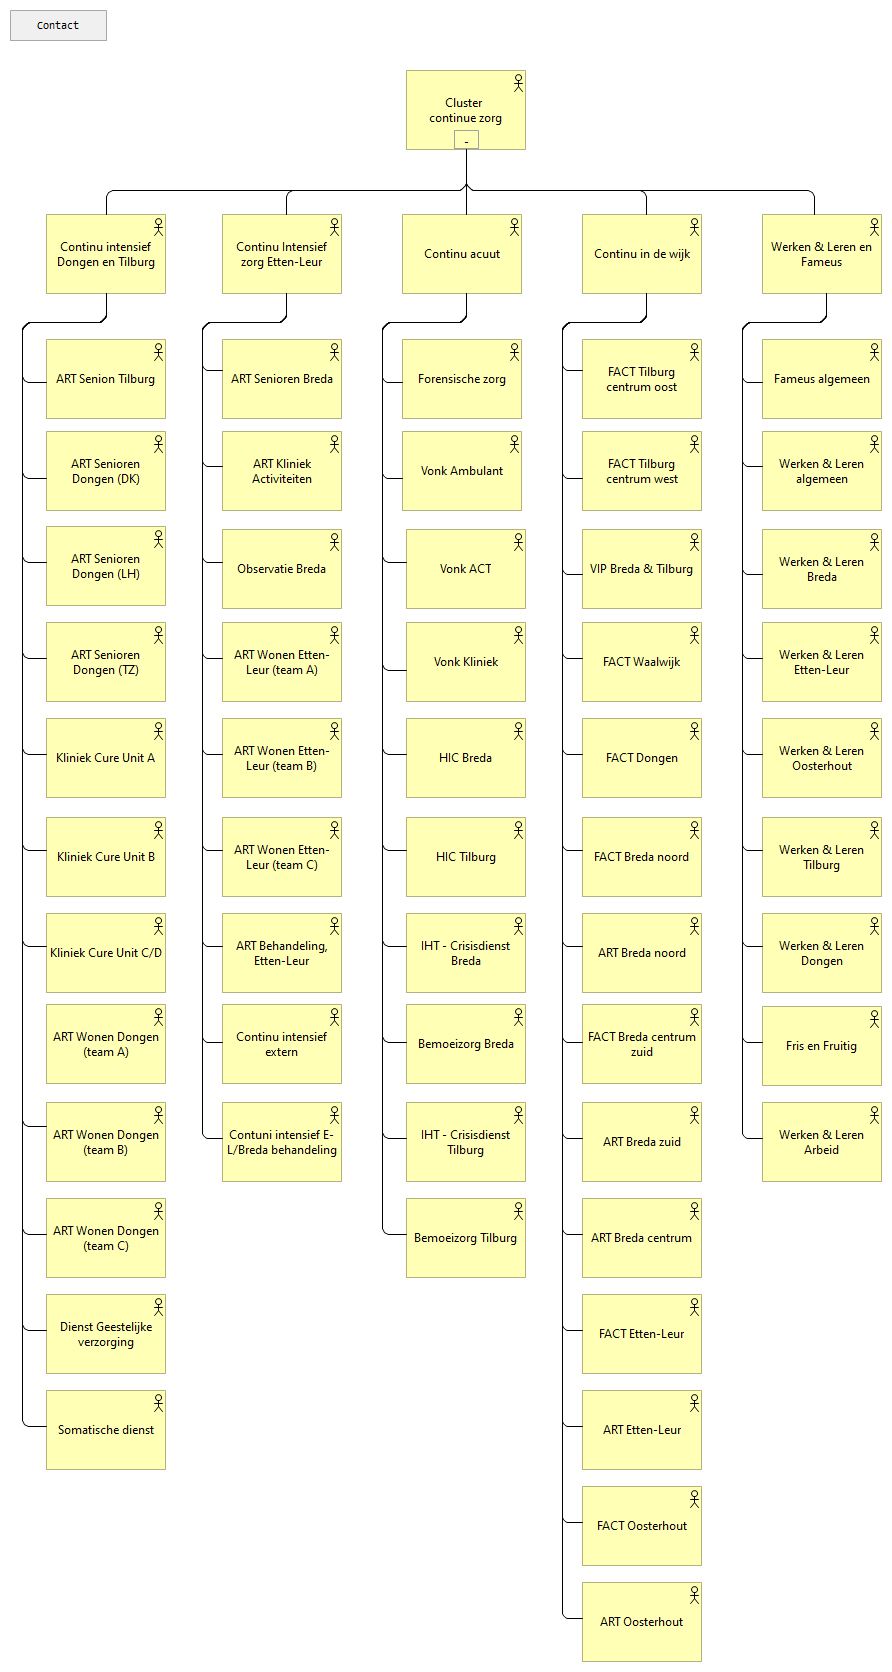 Contact
Cluster
continue zorg
-
Continu intensief
Dongen en Tilburg
Continu Intensief
zorg Etten-Leur
Continu acuut
Continu in de wijk
Werken & Leren en
Fameus
ART Senion Tilburg
ART Senioren
Dongen (DK)
ART Senioren
Dongen (LH)
ART Senioren
Dongen (TZ)
Kliniek Cure Unit A
Kliniek Cure Unit B
Kliniek Cure Unit C/D
ART Wonen Dongen
(team A)
ART Wonen Dongen
(team B)
ART Wonen Dongen
(team C)
Dienst Geestelijke
verzorging
Somatische dienst
ART Senioren Breda
ART Kliniek
Activiteiten
Observatie Breda
ART Wonen Etten-
Leur (team A)
ART Wonen Etten-
Leur (team B)
ART Wonen Etten-
Leur (team C)
ART Behandeling,
Etten-Leur
Continu intensief
extern
Contuni intensief E-
L/Breda behandeling
Forensische zorg
Vonk Ambulant
Vonk ACT
Vonk Kliniek
HIC Breda
HIC Tilburg
IHT - Crisisdienst
Breda
Bemoeizorg Breda
IHT - Crisisdienst
Tilburg
Bemoeizorg Tilburg
FACT Tilburg
centrum oost
FACT Tilburg
centrum west
VIP Breda & Tilburg
FACT Waalwijk
FACT Dongen
FACT Breda noord
ART Breda noord
FACT Breda centrum
zuid
ART Breda zuid
ART Breda centrum
FACT Etten-Leur
ART Etten-Leur
FACT Oosterhout
ART Oosterhout
Fameus algemeen
Werken & Leren
algemeen
Werken & Leren
Breda
Werken & Leren
Etten-Leur
Werken & Leren
Oosterhout
Werken & Leren
Tilburg
Werken & Leren
Dongen
Fris en Fruitig
Werken & Leren
Arbeid